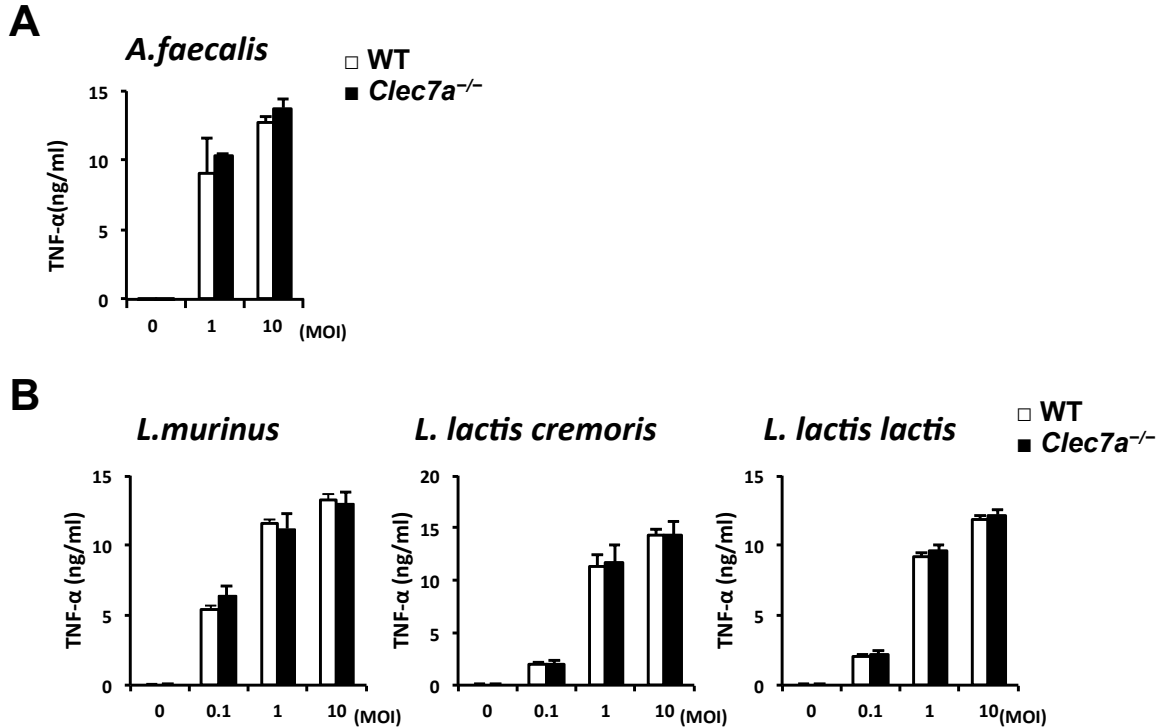 A
A.faecalis
□ WT
■ Clec7a⁻/⁻
TNF-α(ng/ml)
15
10
5
0
0 1 10 (MOI)
B
□ WT
■ Clec7a⁻/⁻
L.murinus
TNF-α (ng/ml)
15
10
5
0
0 0.1 1 10 (MOI)
L. lactis cremoris
TNF-α (ng/ml)
20
15
10
5
0
0 0.1 1 10 (MOI)
L. lactis lactis
TNF-α (ng/ml)
15
10
5
0
0 0.1 1 10 (MOI)